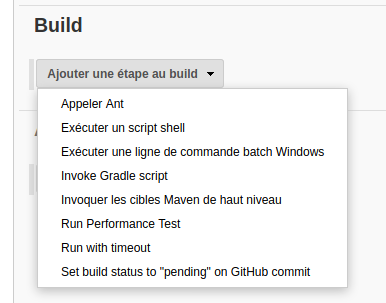 Build
Ajouter une étape au build
Appeler Ant
Exécuter un script shell
Exécuter une ligne de commande batch Windows
Invoke Gradle script
Invoquer les cibles Maven de haut niveau
Run Performance Test
Run with timeout
Set build status to "pending" on GitHub commit